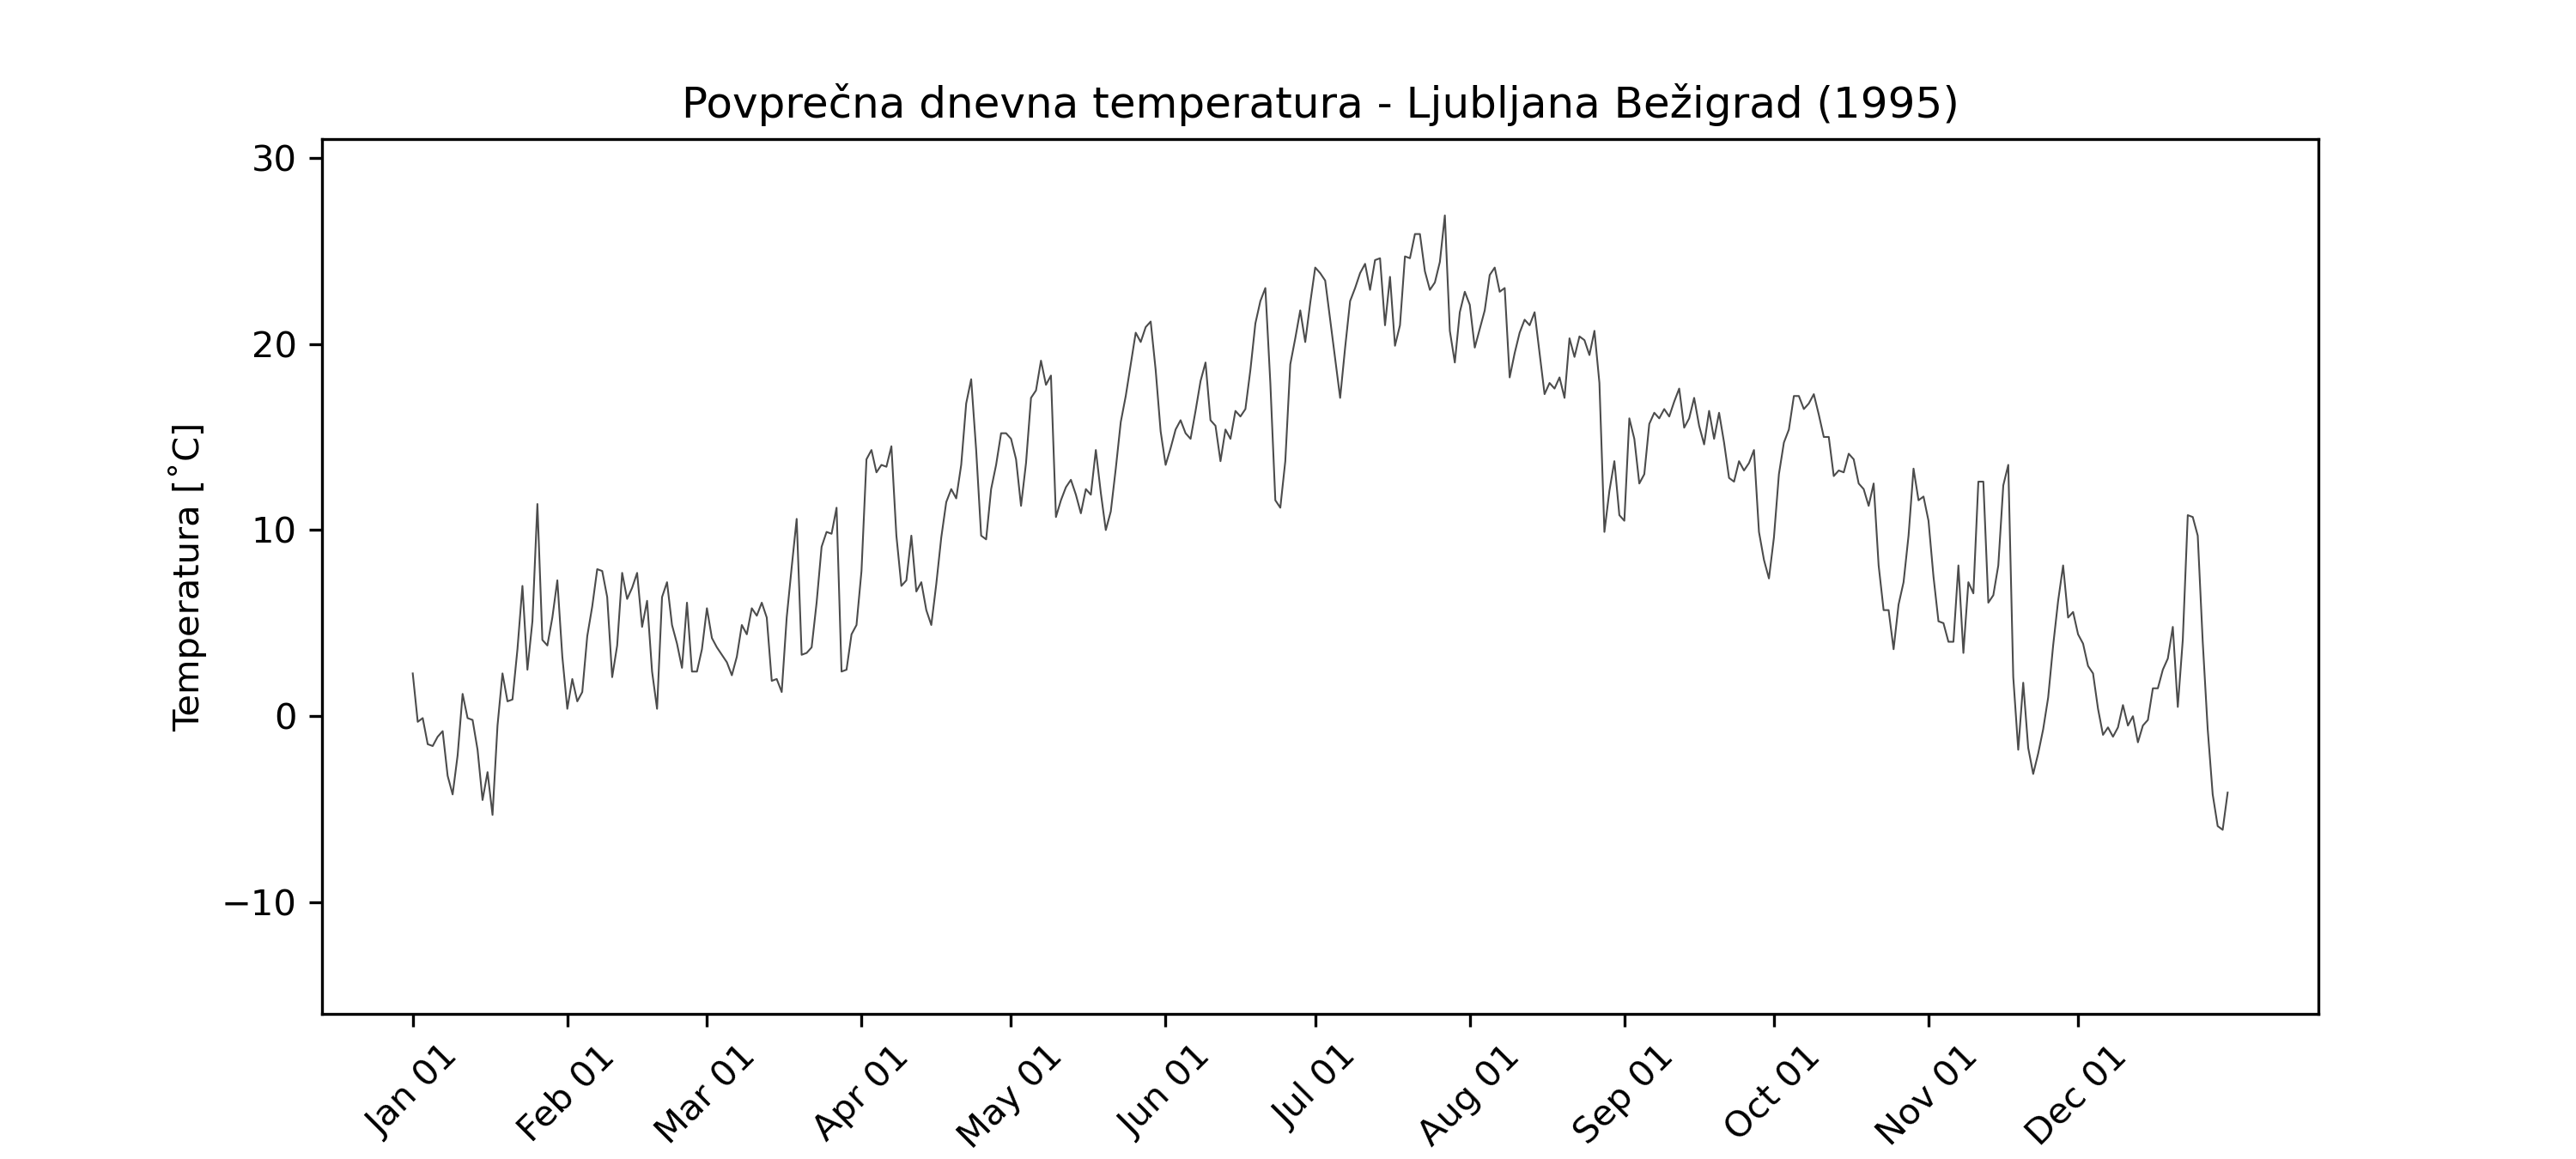 Povprečna dnevna temperatura - Ljubljana Bežigrad (1995)
30
20
10
0
−10
Temperatura [˚C]
Jan 01
Feb 01
Mar 01
Apr 01
May 01
Jun 01
Jul 01
Aug 01
Sep 01
Oct 01
Nov 01
Dec 01